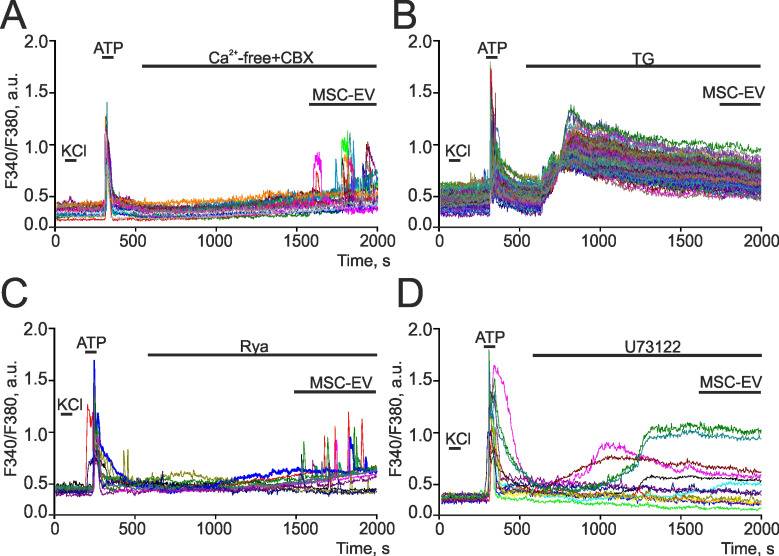 A
F340/F380, a.u.
2.0
1.5
1.0
0.5
0.0
KCl
ATP
Ca²⁺-free+CBX
MSC-EV
0 500 1000 1500 2000
Time, s
B
F340/F380, a.u.
2.0
1.5
1.0
0.5
0.0
KCl
ATP
TG
MSC-EV
0 500 1000 1500 2000
Time, s
C
F340/F380, a.u.
2.0
1.5
1.0
0.5
0.0
KCl
ATP
Rya
MSC-EV
0 500 1000 1500 2000
Time, s
D
F340/F380, a.u.
2.0
1.5
1.0
0.5
0.0
KCl
ATP
U73122
MSC-EV
0 500 1000 1500 2000
Time, s